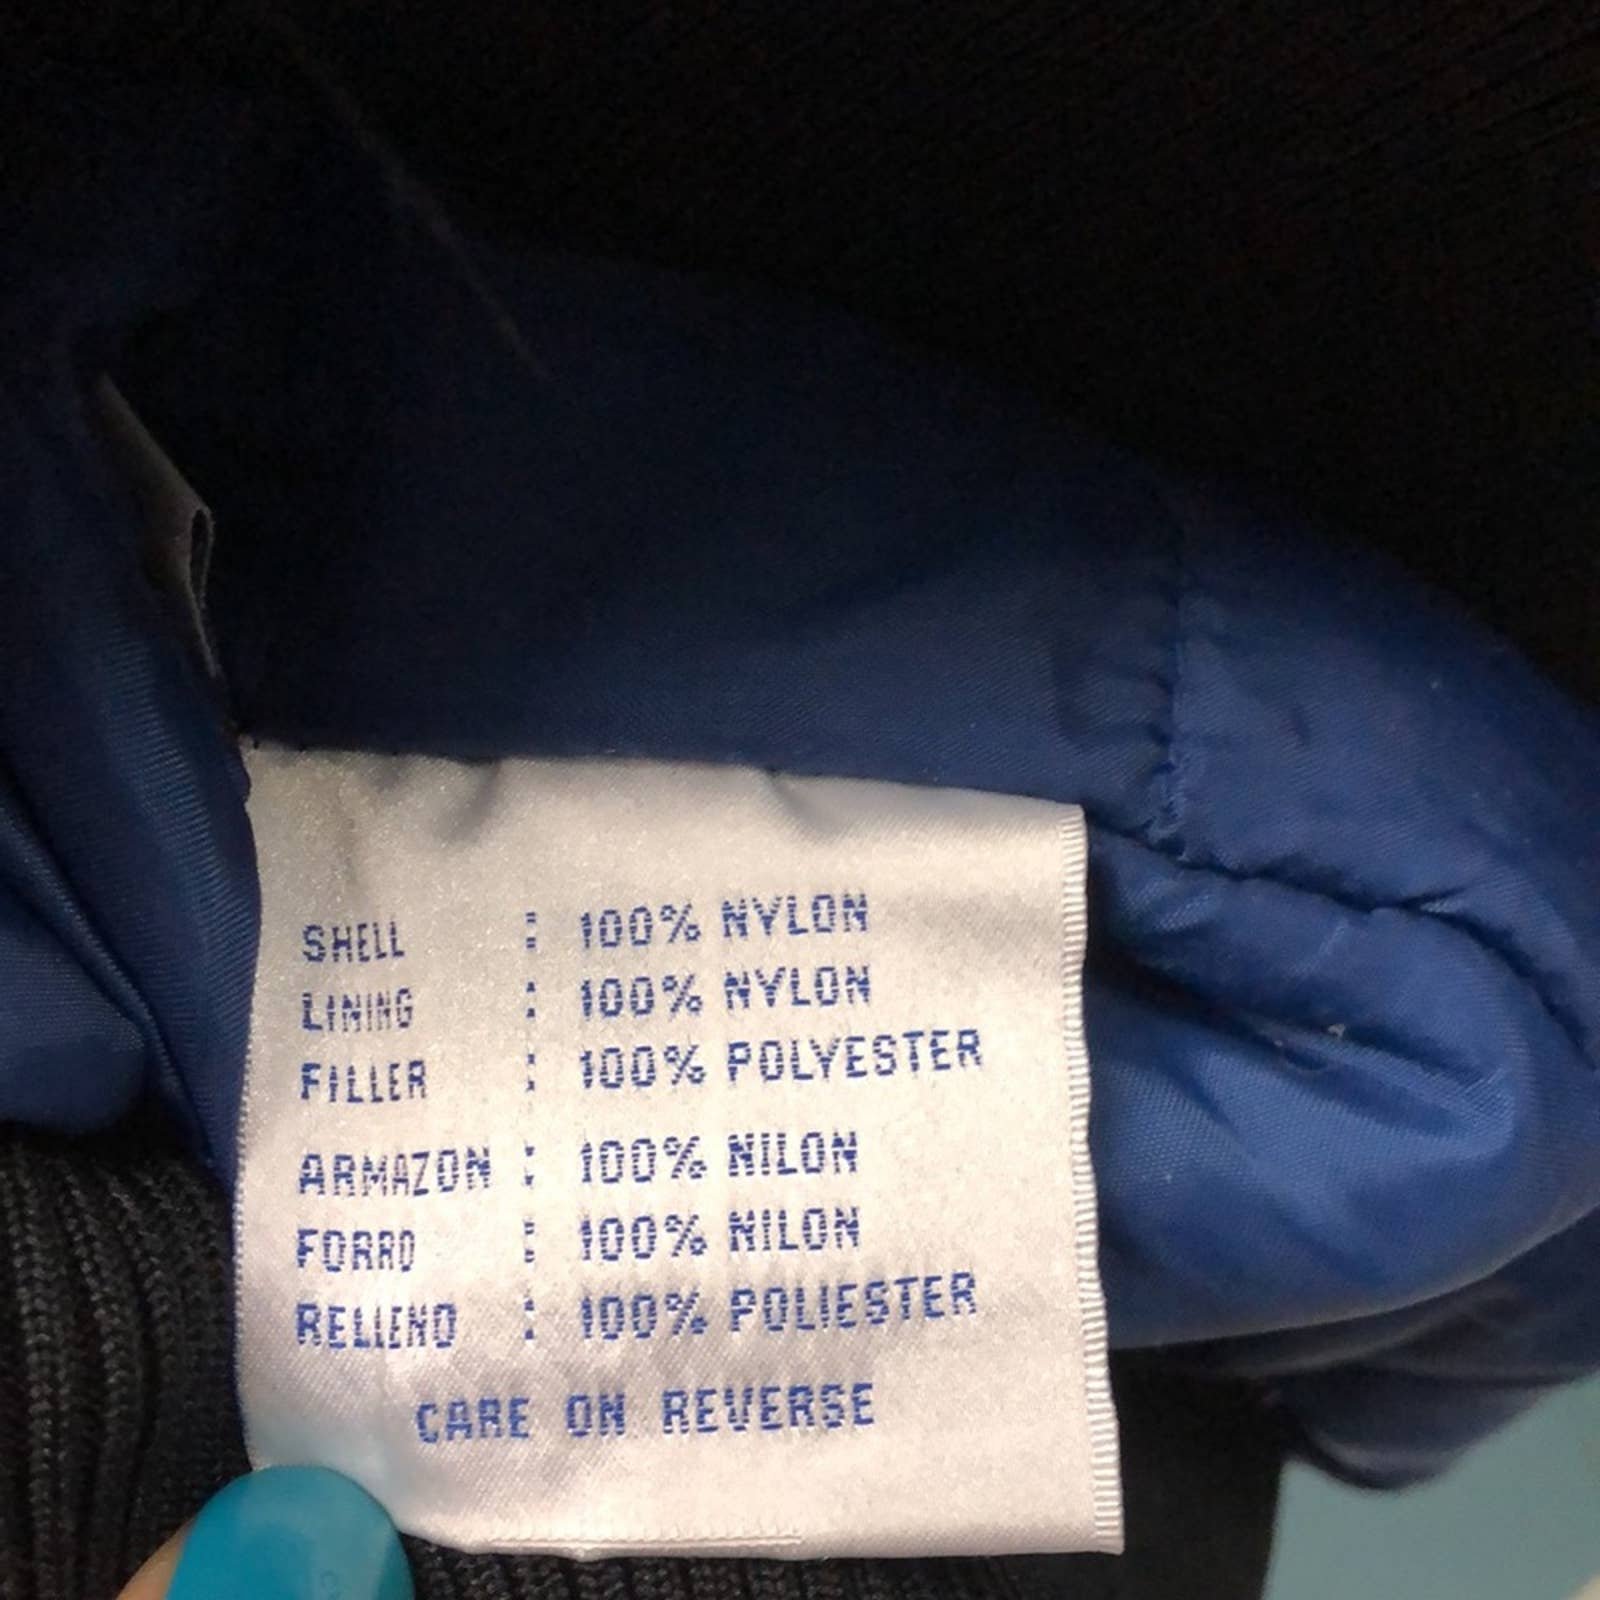 SHELL : 100% NYLON
LINING : 100% NYLON
FILLER : 100% POLYESTER
ARMAZON : 100% NILON
FORRO : 100% NILON
RELLENO : 100% POLIESTER
CARE ON REVERSE